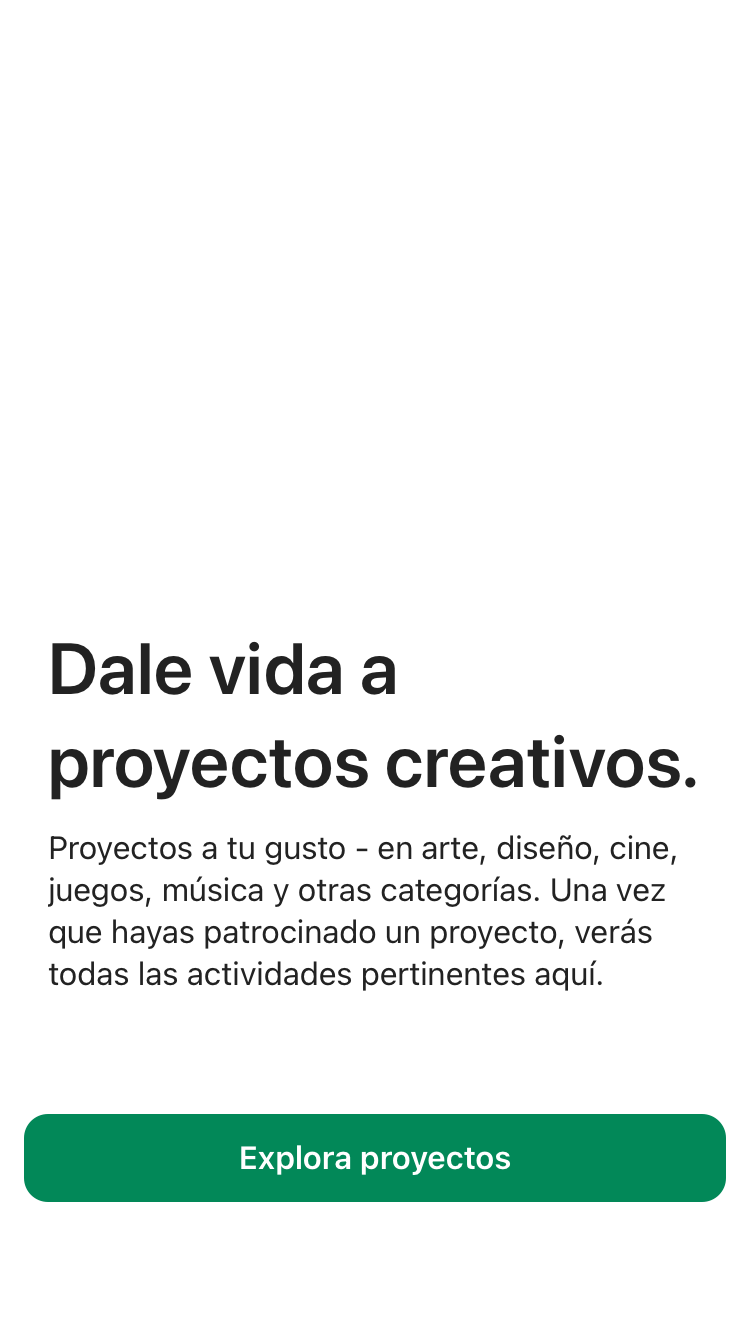 Dale vida a
proyectos creativos.
Proyectos a tu gusto - en arte, diseño, cine,
juegos, música y otras categorías. Una vez
que hayas patrocinado un proyecto, verás
todas las actividades pertinentes aquí.
Explora proyectos